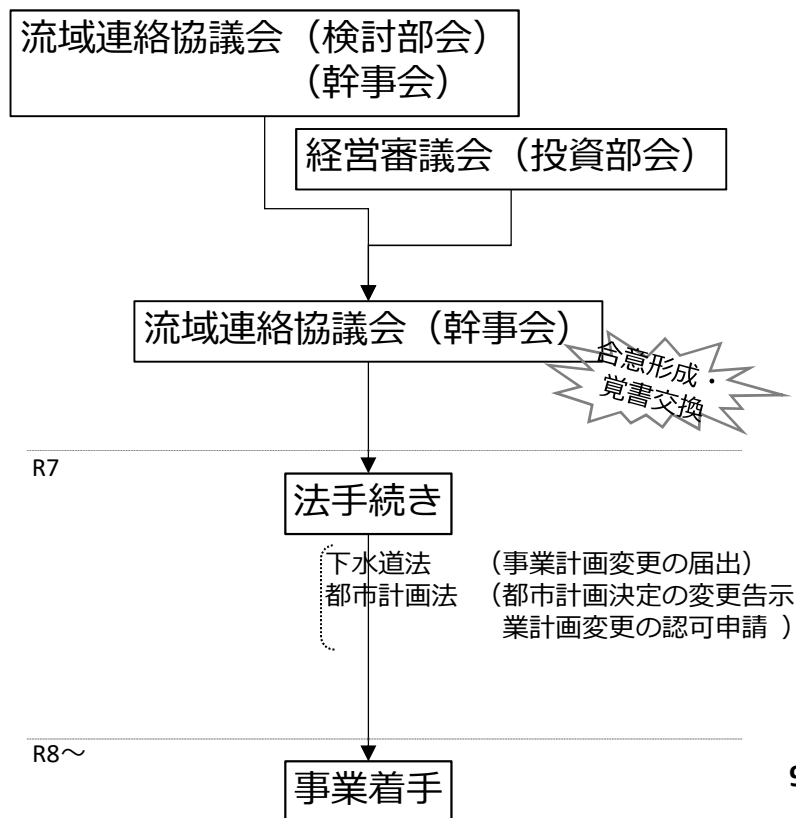 流域連絡協議会（検討部会）
（幹事会）
経営審議会（投資部会）
流域連絡協議会（幹事会）
合意形成・
覚書交換
R7
法手続き
下水道法　　（事業計画変更の届出）
都市計画法　（都市計画決定の変更告示
業計画変更の認可申請 ）
R8～
事業着手
9